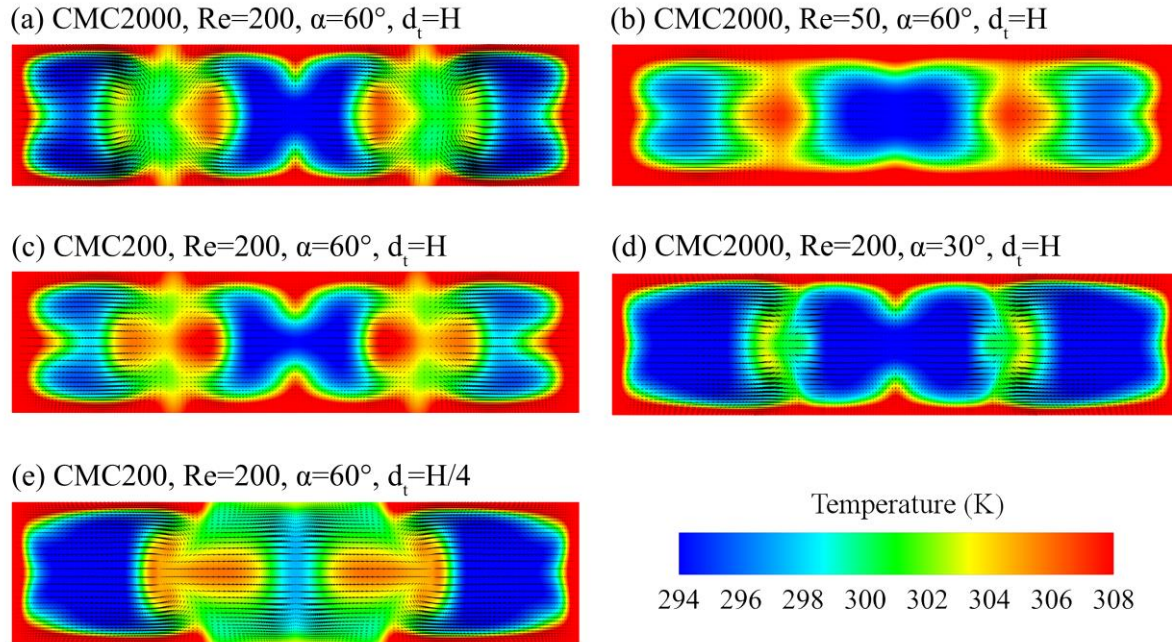 (a) CMC2000, Re=200, α=60°, dₜ=H
(b) CMC2000, Re=50, α=60°, dₜ=H
(c) CMC200, Re=200, α=60°, dₜ=H
(d) CMC2000, Re=200, α=30°, dₜ=H
(e) CMC200, Re=200, α=60°, dₜ=H/4
Temperature (K)
294 296 298 300 302 304 306 308